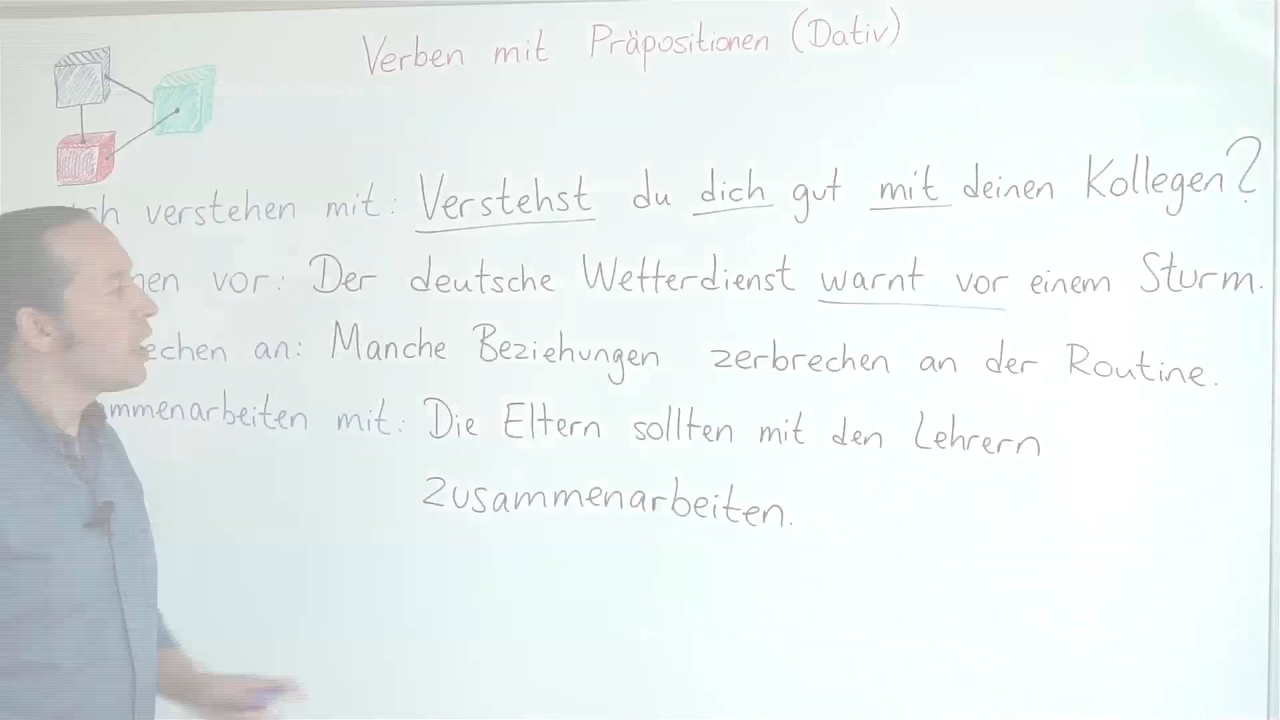 Verben mit Präpositionen (Dativ)
verstehen mit: Verstehst du dich gut mit deinen Kollegen?
vor: Der deutsche Wetterdienst warnt vor einem Sturm.
an: Manche Beziehungen zerbrechen an der Routine.
mit: Die Eltern sollten mit den Lehrern
zusammenarbeiten.